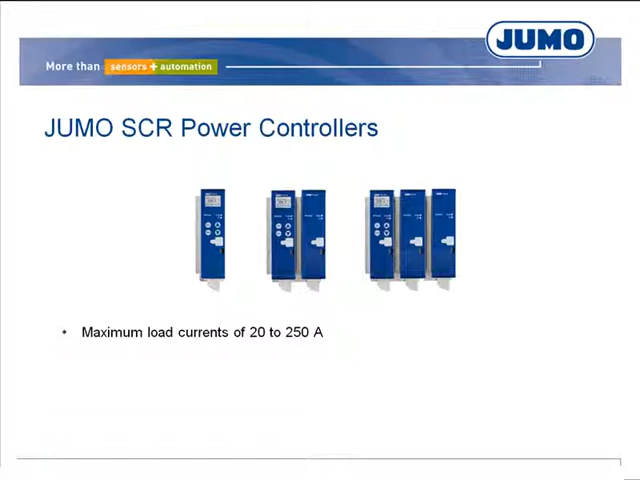 JUMO
More than sensors + automation
JUMO SCR Power Controllers
• Maximum load currents of 20 to 250 A